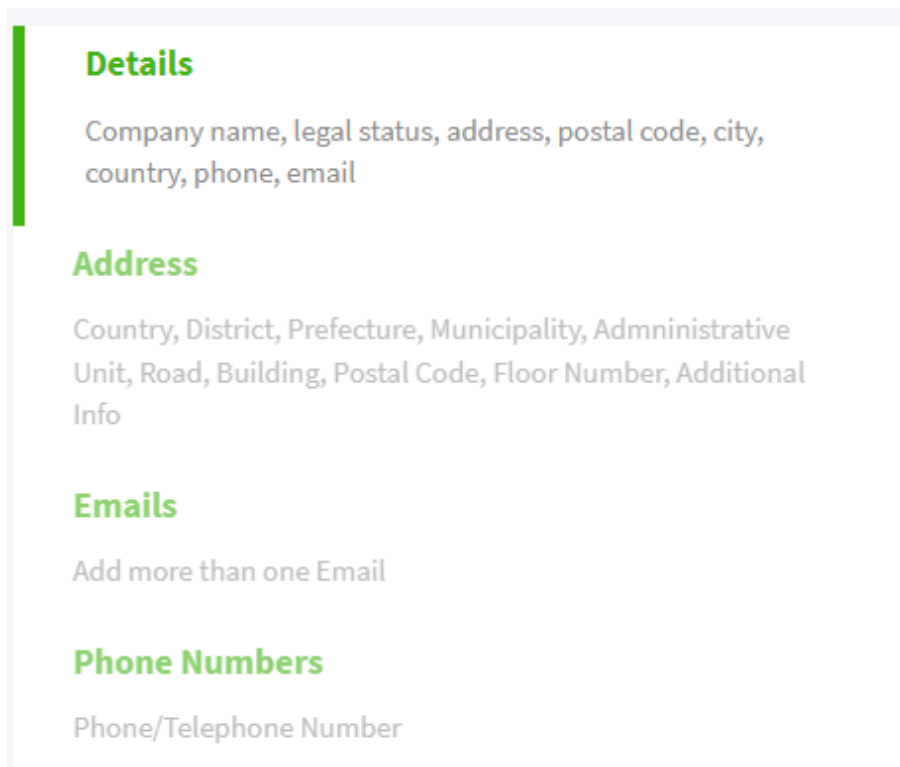 Details
Company name, legal status, address, postal code, city,
country, phone, email
Address
Country, District, Prefecture, Municipality, Admninistrative
Unit, Road, Building, Postal Code, Floor Number, Additional
Info
Emails
Add more than one Email
Phone Numbers
Phone/Telephone Number